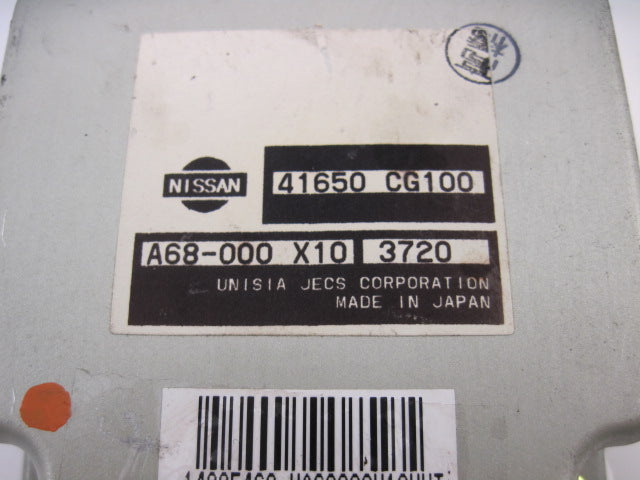 NISSAN
41650 CG100
A68-000 X10 3720
UNISIA JECS CORPORATION
MADE IN JAPAN